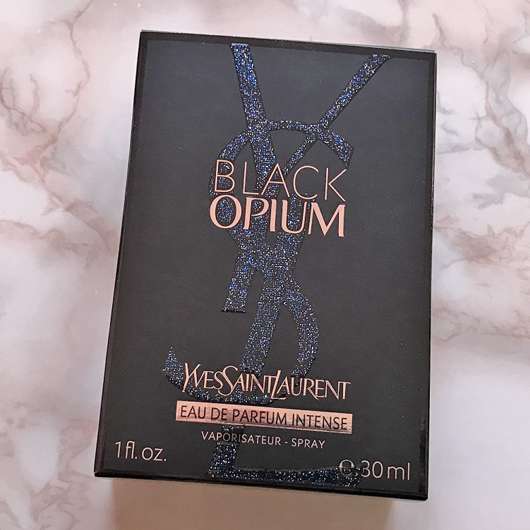 BLACK
OPIUM
YVESSAINTLAURENT
EAU DE PARFUM INTENSE
VAPORISATEUR - SPRAY
1 fl. oz. ℮ 30 ml